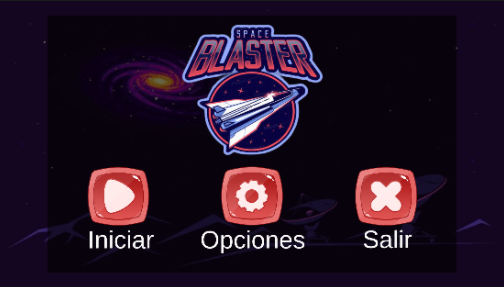 SPACE
BLASTER
Iniciar
Opciones
Salir